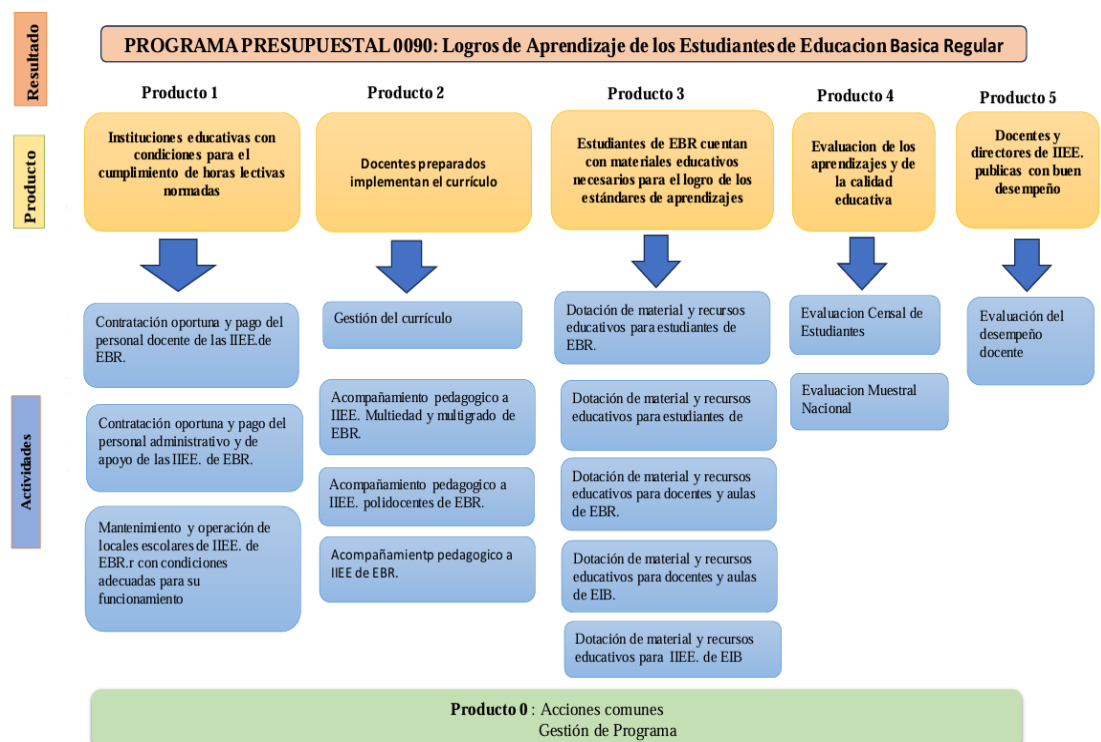 Resultado
PROGRAMA PRESUPUESTAL 0090: Logros de Aprendizaje de los Estudiantes de Educacion Basica Regular
Producto
Producto 1
Instituciones educativas con
condiciones para el
cumplimiento de horas lectivas
normadas
Producto 2
Docentes preparados
implementan el currículo
Producto 3
Estudiantes de EBR cuentan
con materiales educativos
necesarios para el logro de los
estándares de aprendizajes
Producto 4
Evaluacion de los
aprendizajes y de
la calidad
educativa
Producto 5
Docentes y
directores de IIEE.
publicas con buen
desempeño
Actividades
Contratación oportuna y pago del
personal docente de las IIEE.de
EBR.
Contratación oportuna y pago del
personal administrativo y de
apoyo de las IIEE. de EBR.
Mantenimiento y operación de
locales escolares de IIEE. de
EBR.r con condiciones
adecuadas para su
funcionamiento
Gestión del currículo
Acompañamiento pedagogico a
IIEE. Multiedad y multigrado de
EBR.
Acompañamiento pedagogico a
IIEE. polidocentes de EBR.
Acompañamientp pedagogico a
IIEE de EBR.
Dotación de material y recursos
educativos para estudiantes de
EBR.
Dotación de material y recursos
educativos para estudiantes de
Dotación de material y recursos
educativos para docentes y aulas
de EBR.
Dotación de material y recursos
educativos para docentes y aulas
de EIB.
Dotación de material y recursos
educativos para IIEE. de EIB
Evaluacion Censal de
Estudiantes
Evaluacion Muestral
Nacional
Evaluación del
desempeño
docente
Producto 0 : Acciones comunes
Gestión de Programa